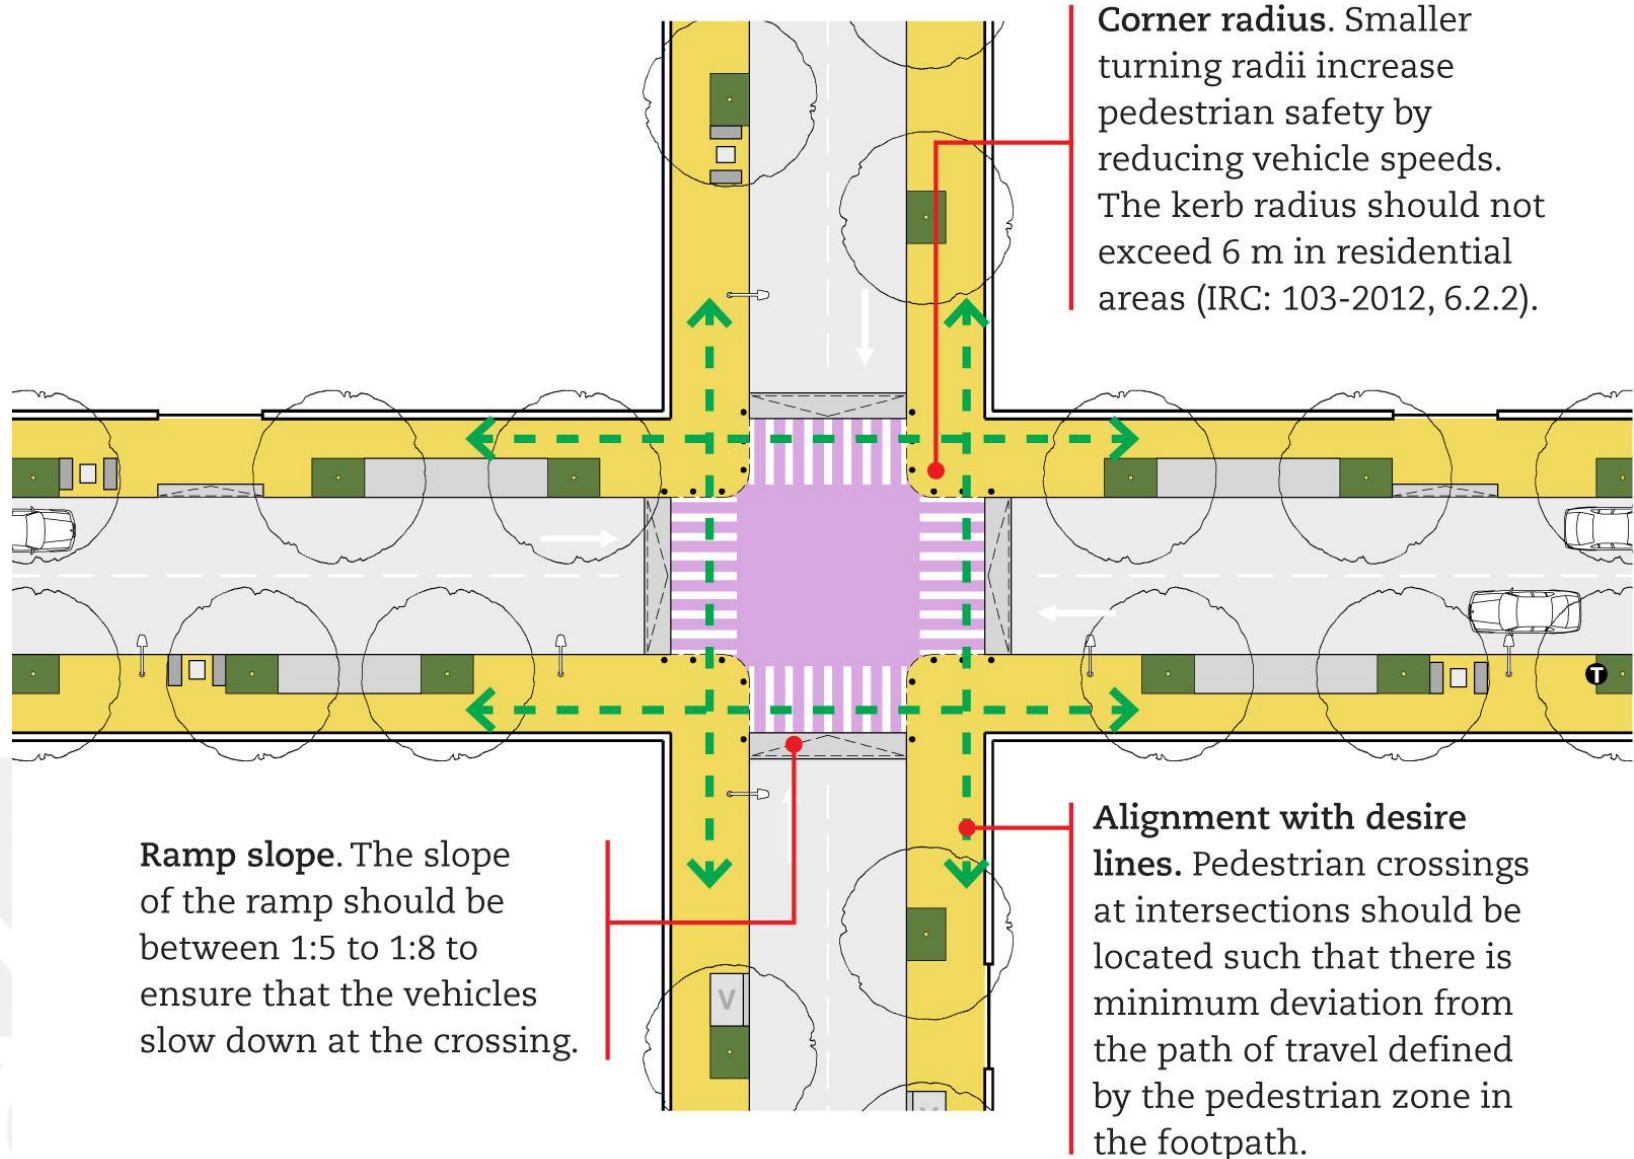 Corner radius. Smaller
turning radii increase
pedestrian safety by
reducing vehicle speeds.
The kerb radius should not
exceed 6 m in residential
areas (IRC: 103-2012, 6.2.2).
T
Ramp slope. The slope
of the ramp should be
between 1:5 to 1:8 to
ensure that the vehicles
slow down at the crossing.
Alignment with desire
lines. Pedestrian crossings
at intersections should be
located such that there is
minimum deviation from
the path of travel defined
by the pedestrian zone in
the footpath.
V
V